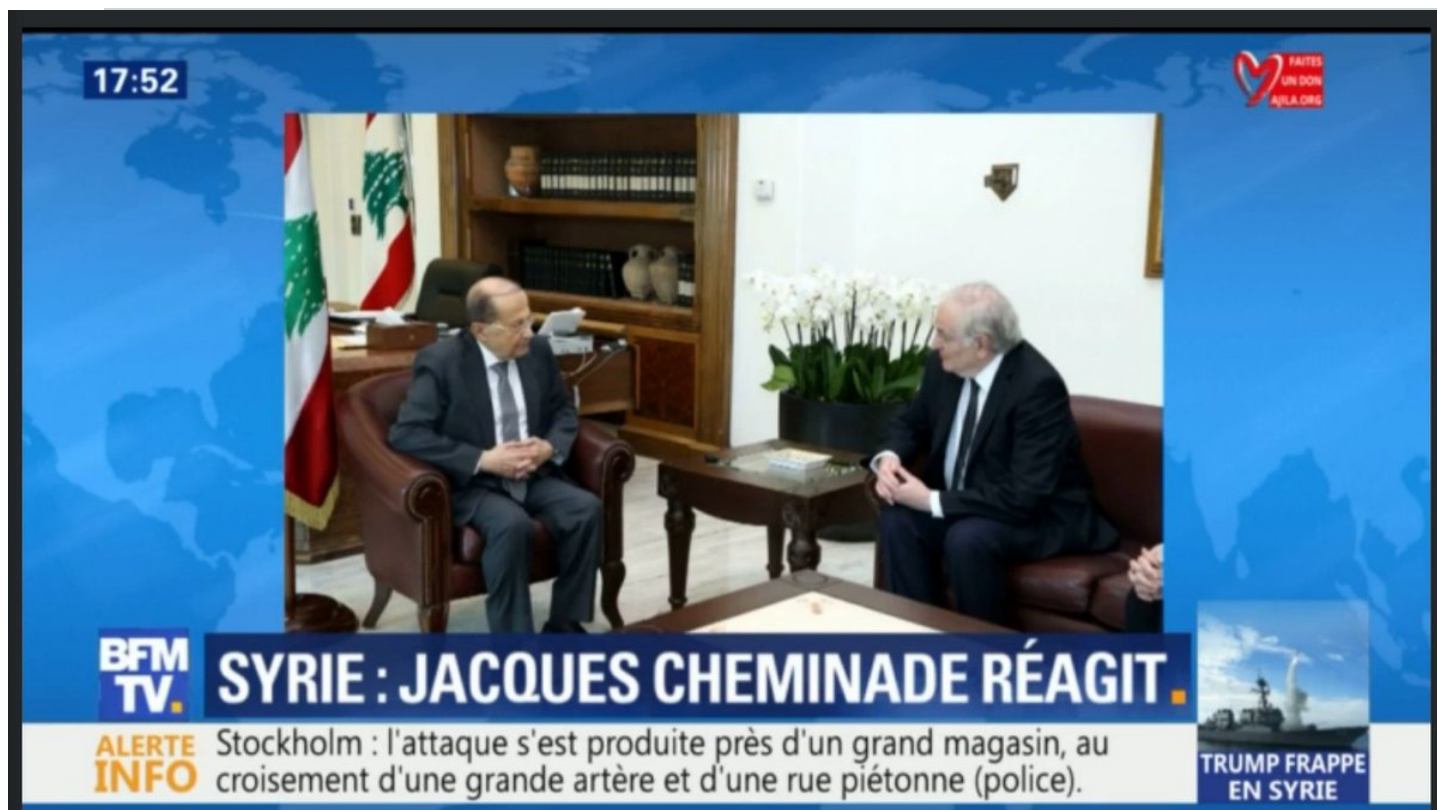 17:52
FAITES
UN DON
AJILA.ORG
BFM
TV.
SYRIE : JACQUES CHEMINADE RÉAGIT.
ALERTE
INFO
Stockholm : l'attaque s'est produite près d'un grand magasin, au
croisement d'une grande artère et d'une rue piétonne (police).
TRUMP FRAPPE
EN SYRIE